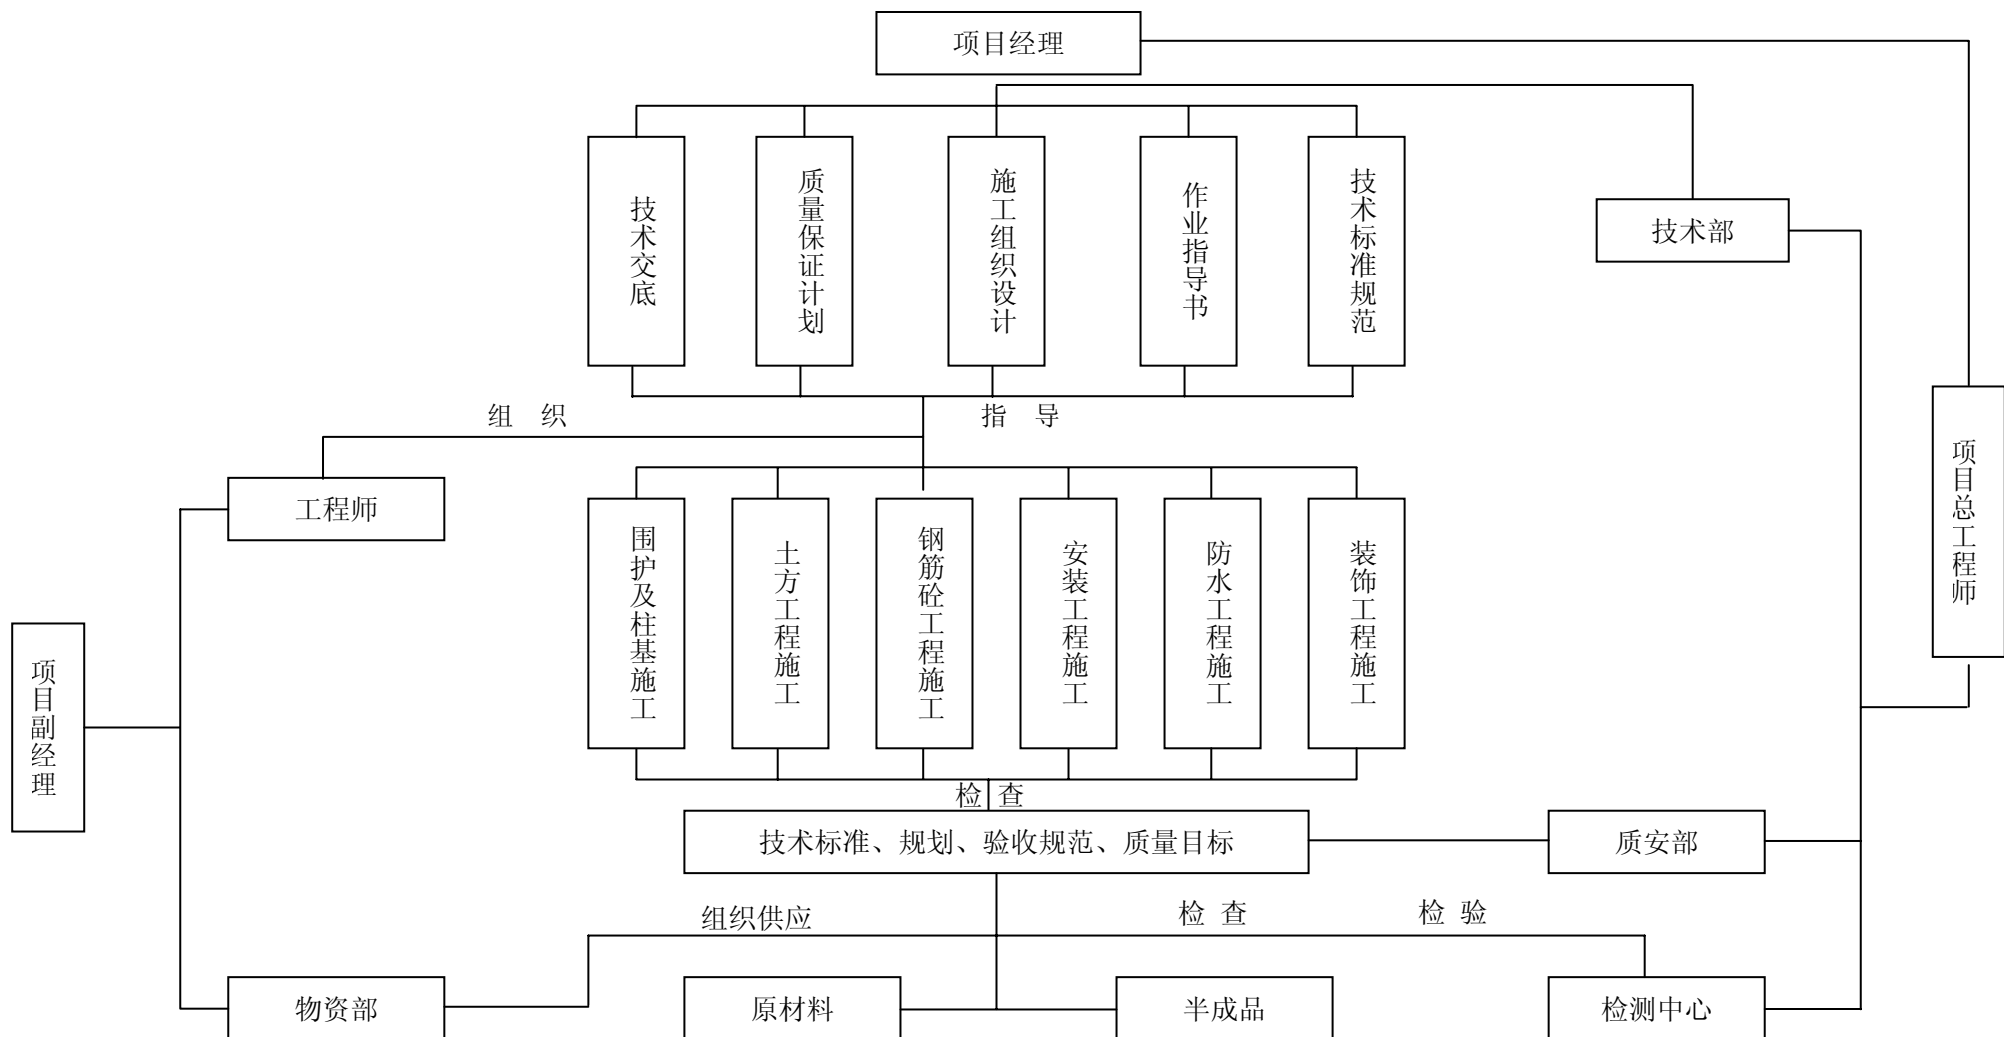 项目经理
技术交底
质量保证计划
施工组织设计
作业指导书
技术标准规范
技术部
组 织
指 导
工程师
项目总工程师
围护及柱基施工
土方工程施工
钢筋砼工程施工
安装工程施工
防水工程施工
装饰工程施工
项目副经理
检 查
技术标准、规划、验收规范、质量目标
质安部
组织供应
检 查
检 验
物资部
原材料
半成品
检测中心